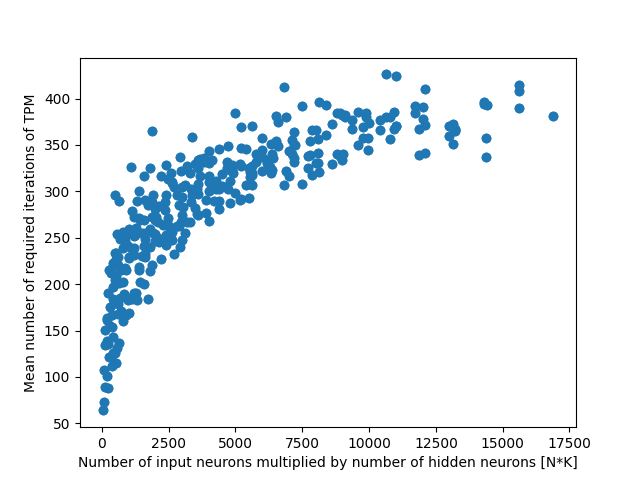 400
350
300
250
200
150
100
50
Mean number of required iterations of TPM
0 2500 5000 7500 10000 12500 15000 17500
Number of input neurons multiplied by number of hidden neurons [N*K]